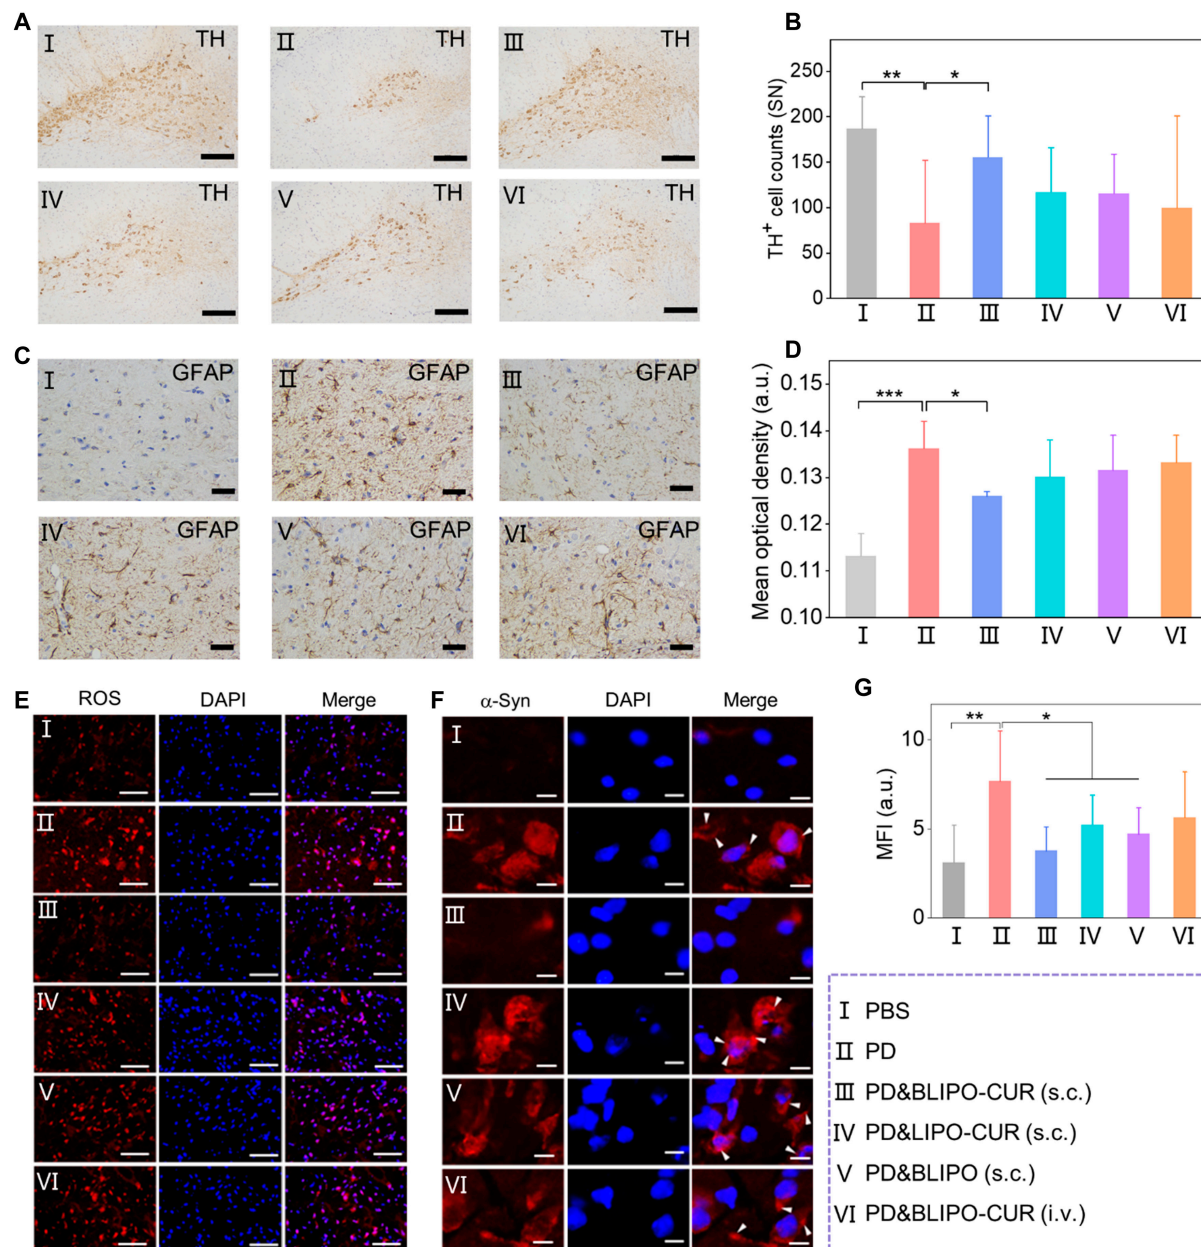 A
I TH
II TH
III TH
IV TH
V TH
VI TH
B
TH+ cell counts (SN)
250
200
150
100
50
0
** *
I II III IV V VI
C
I GFAP
II GFAP
III GFAP
IV GFAP
V GFAP
VI GFAP
D
Mean optical density (a.u.)
0.15
0.14
0.13
0.12
0.11
0.10
*** *
I II III IV V VI
E
ROS DAPI Merge
I
II
III
IV
V
VI
F
α-Syn DAPI Merge
I
II
III
IV
V
VI
G
MFI (a.u.)
10
5
0
** *
I II III IV V VI
I PBS
II PD
III PD&BLIPO-CUR (s.c.)
IV PD&LIPO-CUR (s.c.)
V PD&BLIPO (s.c.)
VI PD&BLIPO-CUR (i.v.)